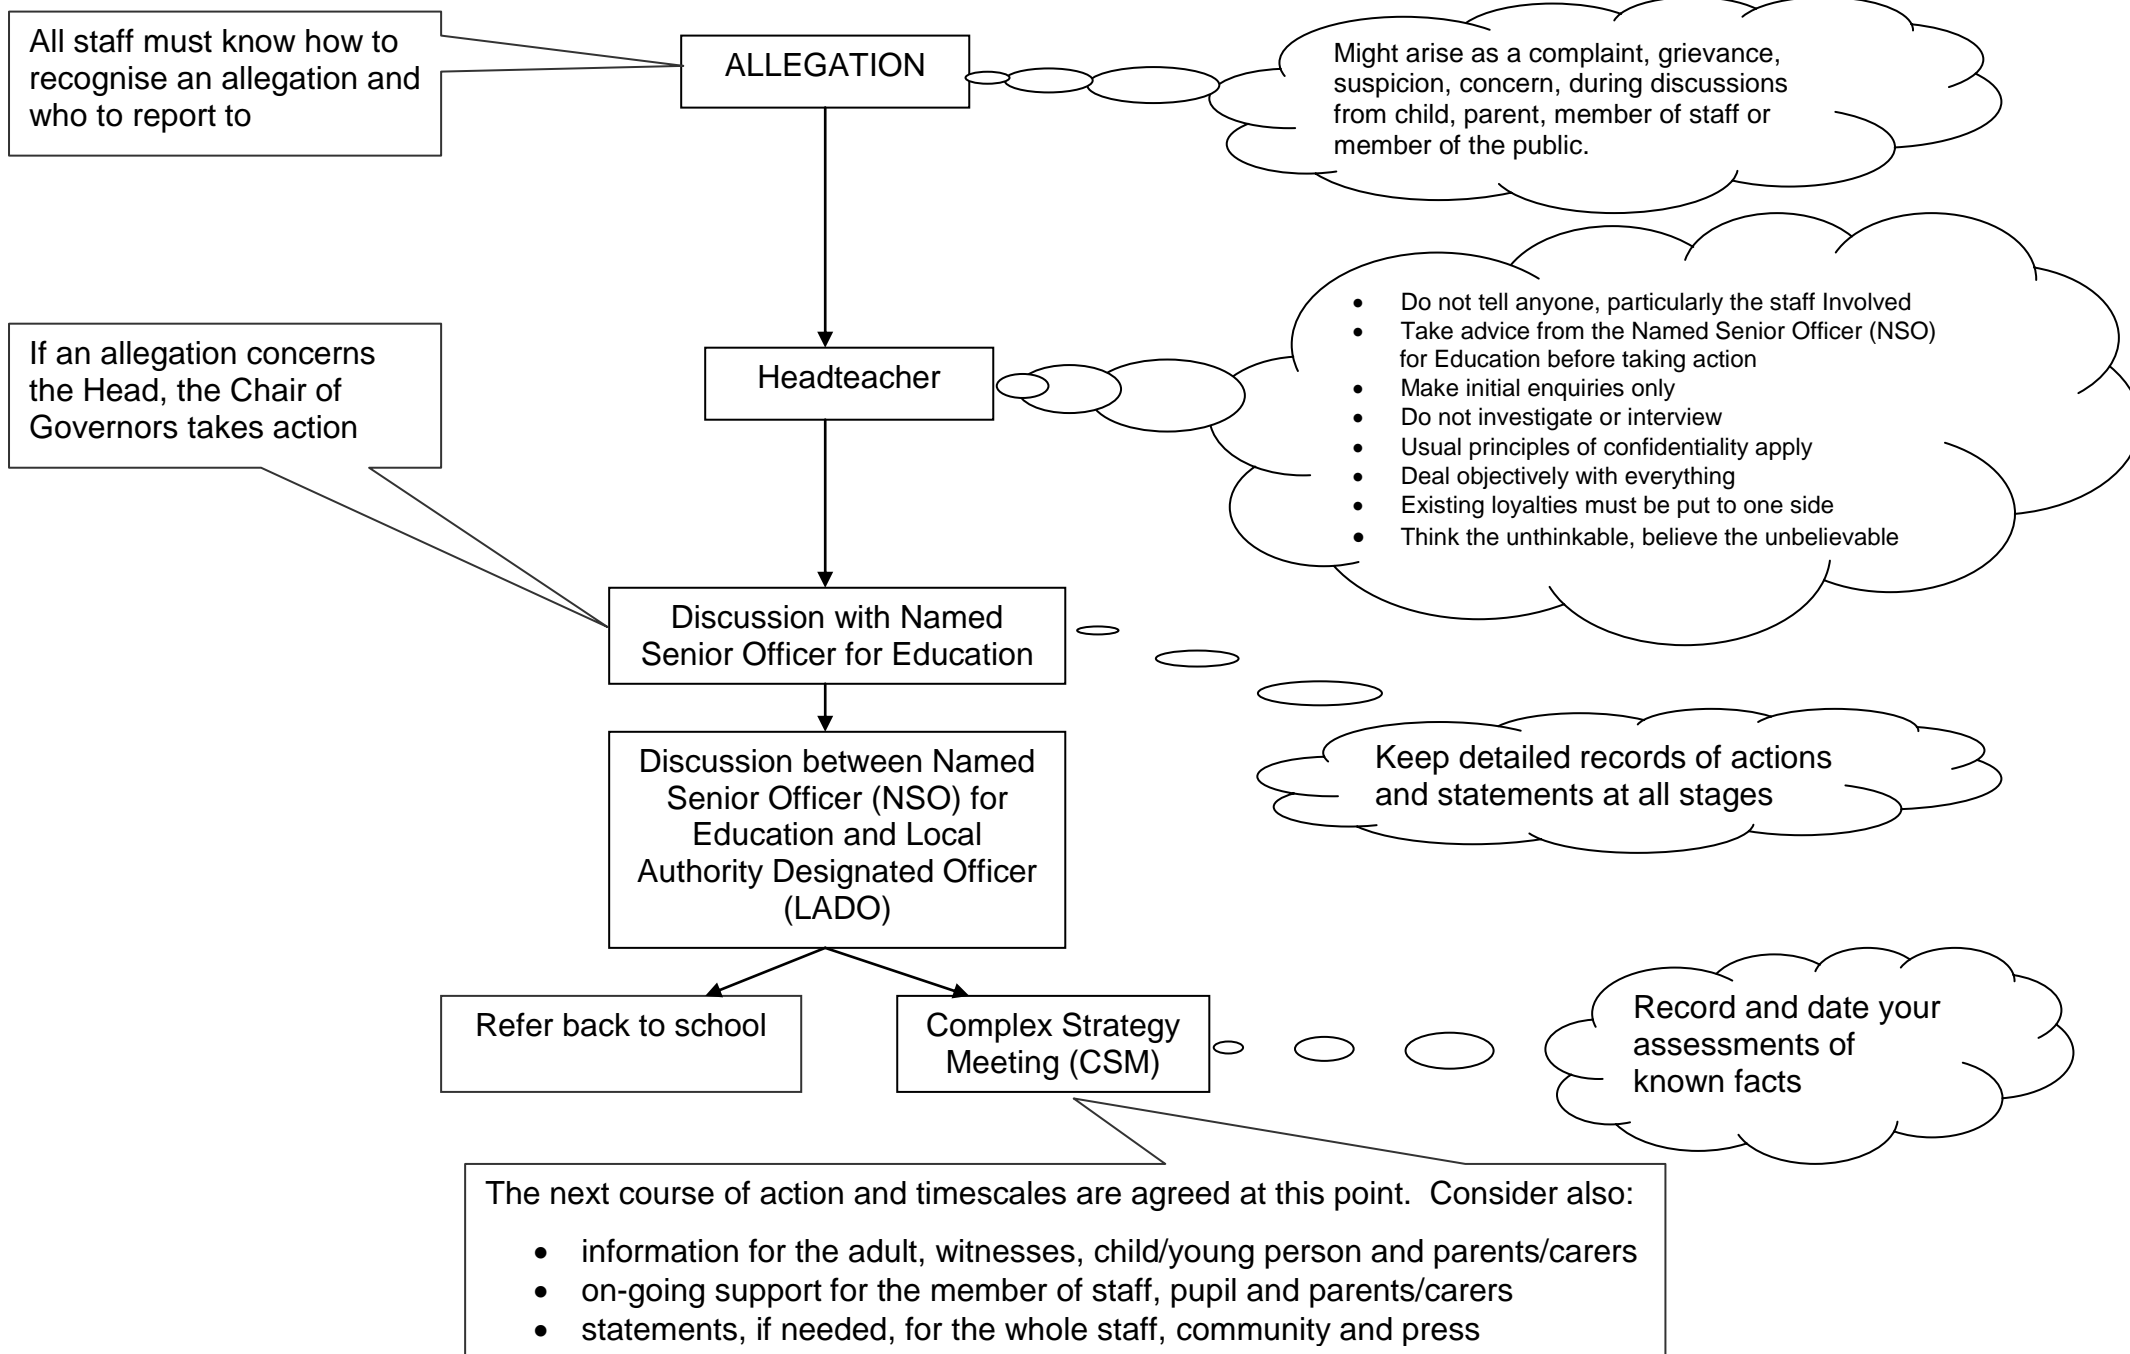 All staff must know how to
recognise an allegation and
who to report to
ALLEGATION
Might arise as a complaint, grievance,
suspicion, concern, during discussions
from child, parent, member of staff or
member of the public.
If an allegation concerns
the Head, the Chair of
Governors takes action
Headteacher
• Do not tell anyone, particularly the staff Involved
• Take advice from the Named Senior Officer (NSO)
for Education before taking action
• Make initial enquiries only
• Do not investigate or interview
• Usual principles of confidentiality apply
• Deal objectively with everything
• Existing loyalties must be put to one side
• Think the unthinkable, believe the unbelievable
Discussion with Named
Senior Officer for Education
Discussion between Named
Senior Officer (NSO) for
Education and Local
Authority Designated Officer
(LADO)
Keep detailed records of actions
and statements at all stages
Refer back to school
Complex Strategy
Meeting (CSM)
Record and date your
assessments of
known facts
The next course of action and timescales are agreed at this point.  Consider also:
• information for the adult, witnesses, child/young person and parents/carers
• on-going support for the member of staff, pupil and parents/carers
• statements, if needed, for the whole staff, community and press